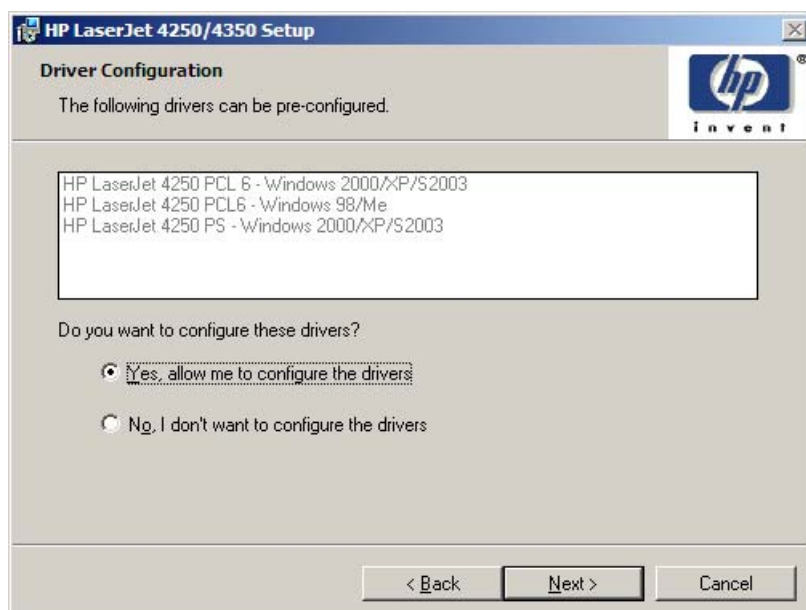 HP LaserJet 4250/4350 Setup
Driver Configuration
The following drivers can be pre-configured.
hp
®
invent
HP LaserJet 4250 PCL 6 - Windows 2000/XP/S2003
HP LaserJet 4250 PCL6 - Windows 98/Me
HP LaserJet 4250 PS - Windows 2000/XP/S2003
Do you want to configure these drivers?
Yes, allow me to configure the drivers
No, I don't want to configure the drivers
< Back Next > Cancel